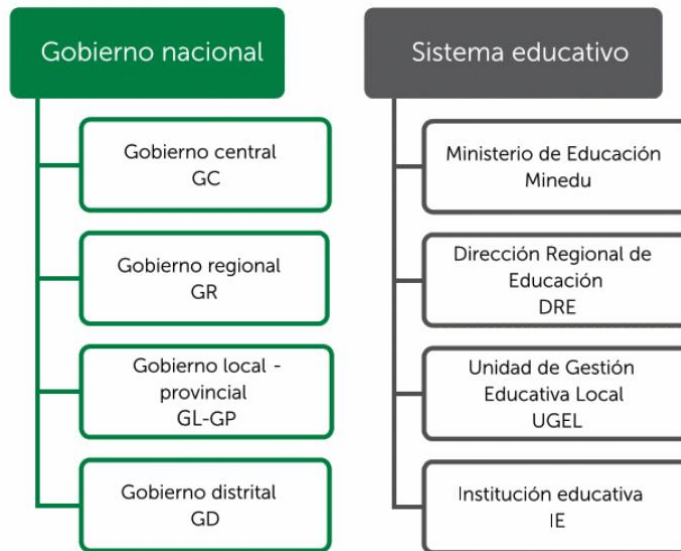 Gobierno nacional
Gobierno central
GC
Gobierno regional
GR
Gobierno local -
provincial
GL-GP
Gobierno distrital
GD
Sistema educativo
Ministerio de Educación
Minedu
Dirección Regional de
Educación
DRE
Unidad de Gestión
Educativa Local
UGEL
Institución educativa
IE